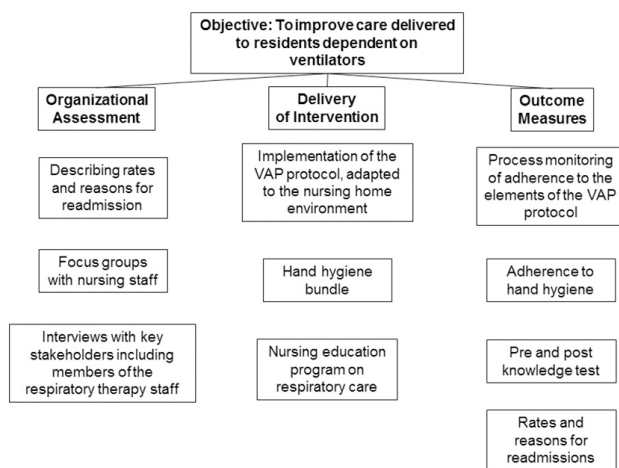 Objective: To improve care delivered
to residents dependent on
ventilators
Organizational
Assessment
Describing rates
and reasons for
readmission
Focus groups
with nursing staff
Interviews with key
stakeholders including
members of the
respiratory therapy staff
Delivery
of Intervention
Implementation of the
VAP protocol, adapted
to the nursing home
environment
Hand hygiene
bundle
Nursing education
program on
respiratory care
Outcome
Measures
Process monitoring
of adherence to the
elements of the VAP
protocol
Adherence to
hand hygiene
Pre and post
knowledge test
Rates and
reasons for
readmissions